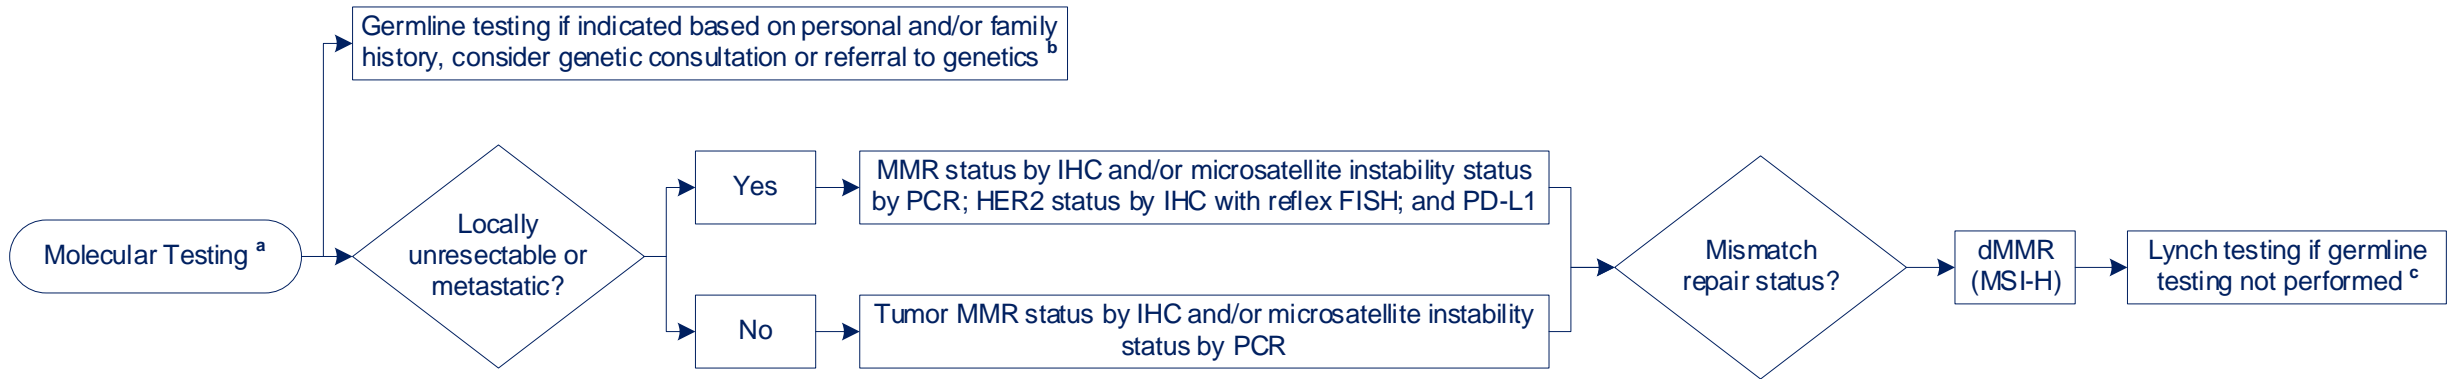 Germline testing if indicated based on personal and/or family
history, consider genetic consultation or referral to genetics b
Molecular Testing a
Locally
unresectable or
metastatic?
Yes
MMR status by IHC and/or microsatellite instability status
by PCR; HER2 status by IHC with reflex FISH; and PD-L1
No
Tumor MMR status by IHC and/or microsatellite instability
status by PCR
Mismatch
repair status?
dMMR
(MSI-H)
Lynch testing if germline
testing not performed c